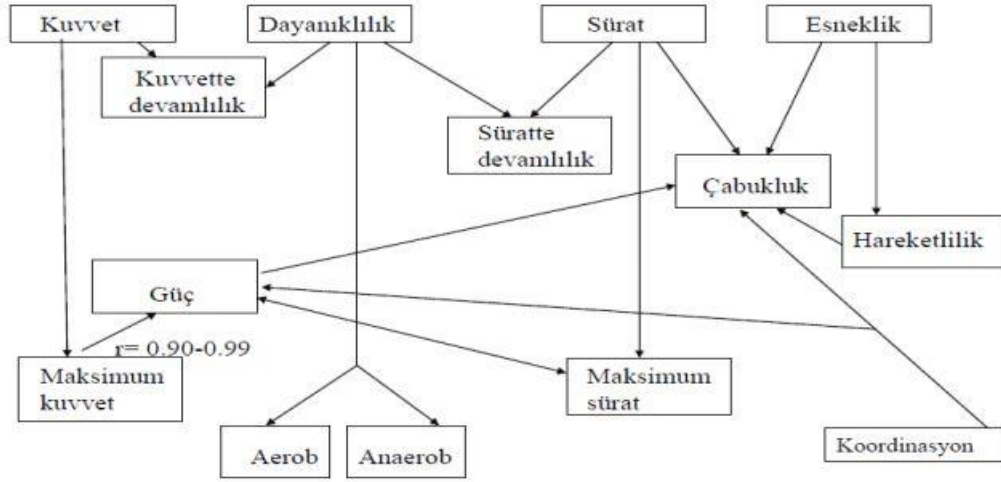 Kuvvet
Dayanıklılık
Sürat
Esneklik
Kuvvette
devamlılık
Süratte
devamlılık
Çabukluk
Hareketlilik
Güç
r= 0.90-0.99
Maksimum
kuvvet
Maksimum
sürat
Aerob
Anaerob
Koordinasyon